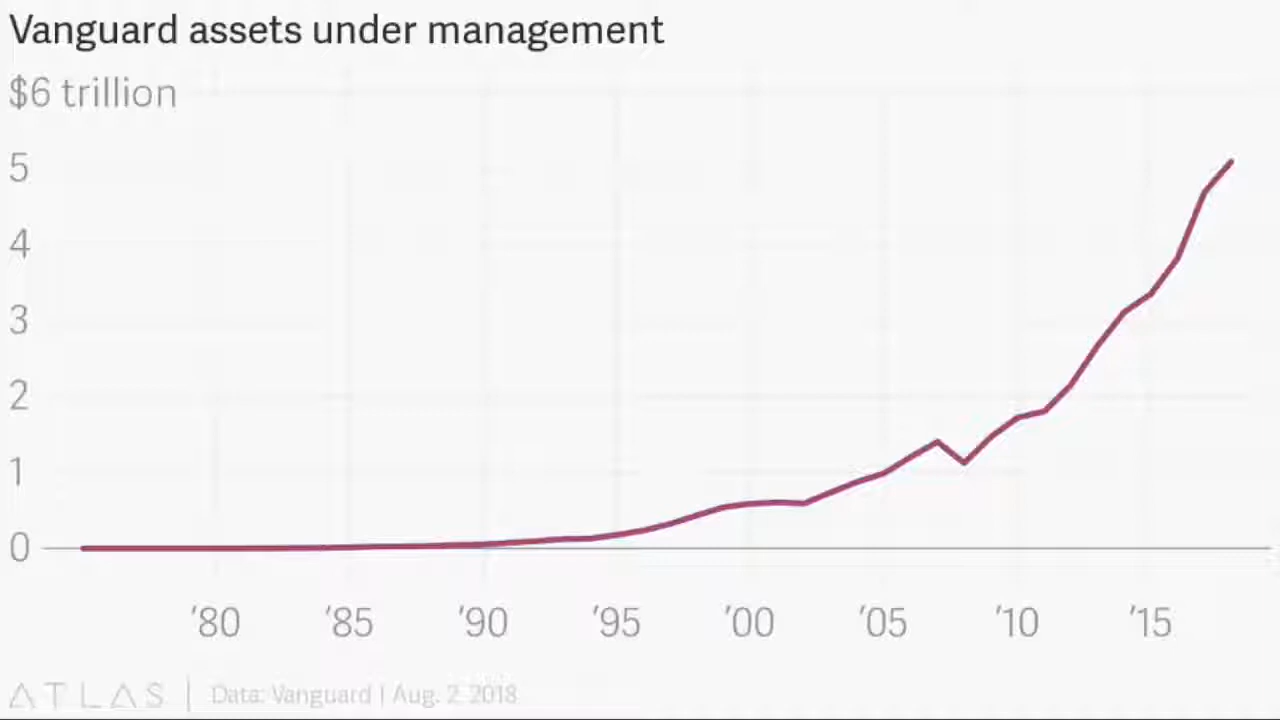 Vanguard assets under management
$6 trillion
5
4
3
2
1
0
’80 ’85 ’90 ’95 ’00 ’05 ’10 ’15
ATLAS | Data: Vanguard | Aug. 2, 2018